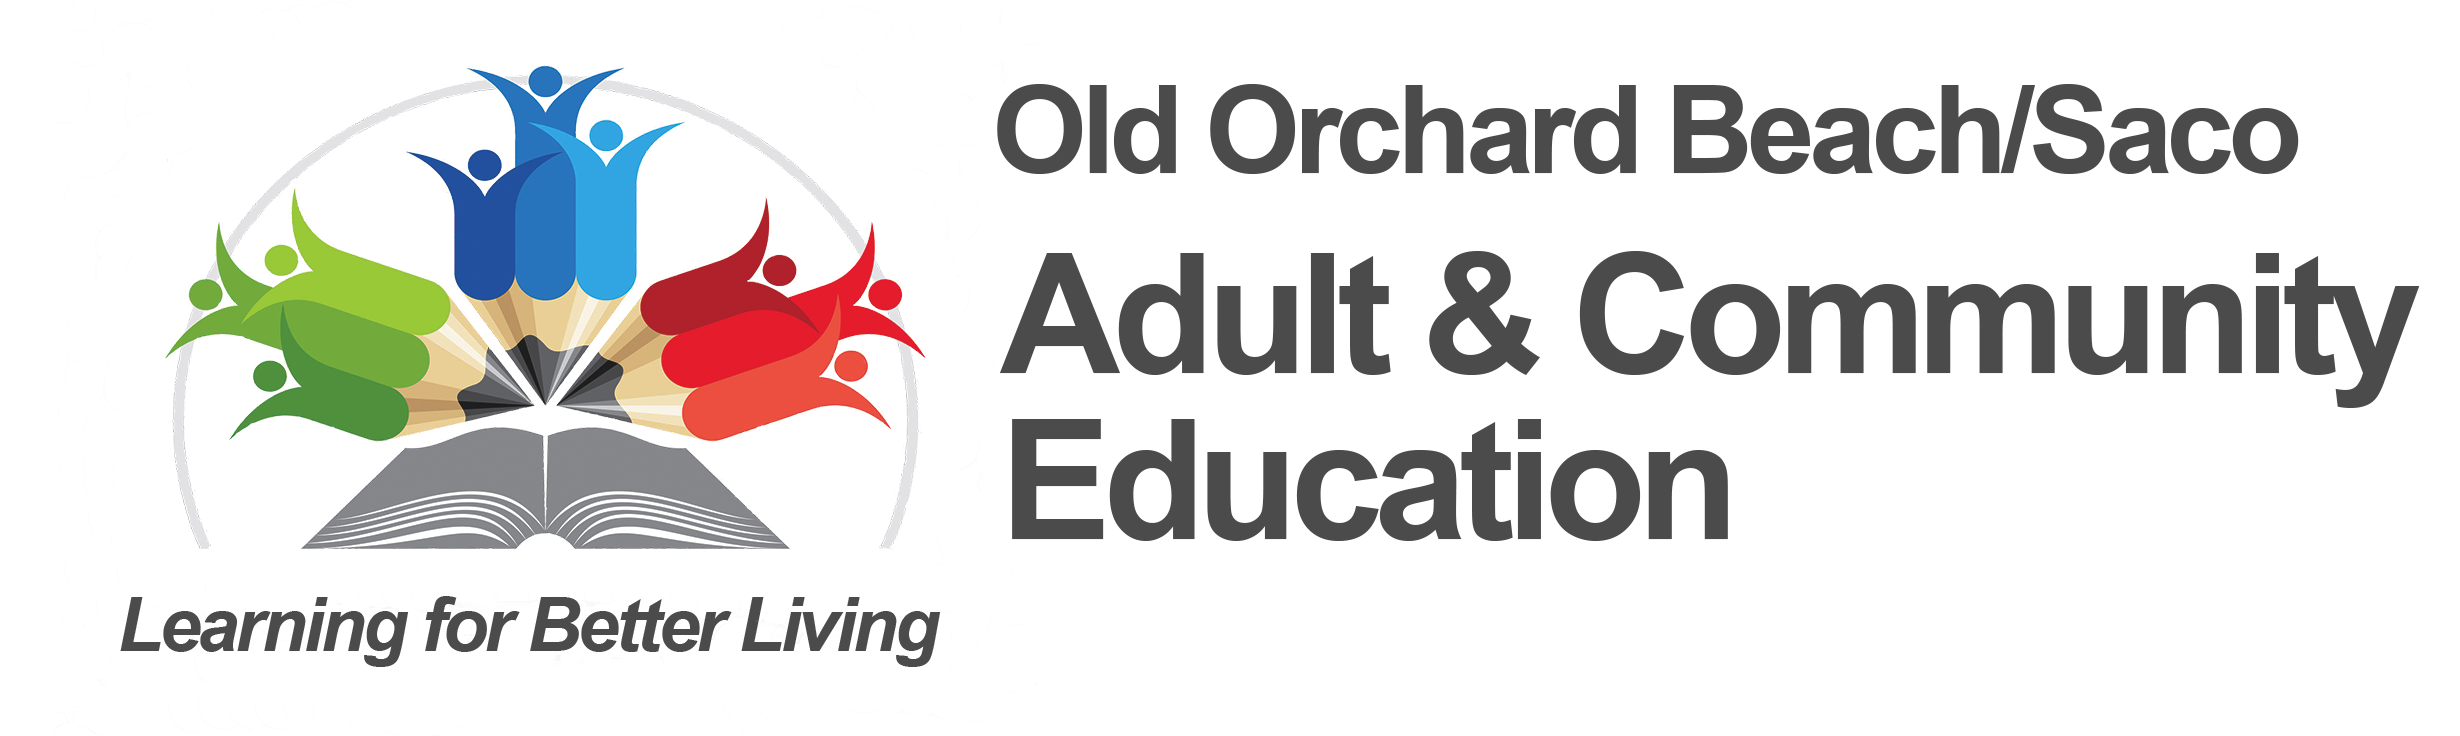 Old Orchard Beach/Saco
Adult & Community
Education
Learning for Better Living